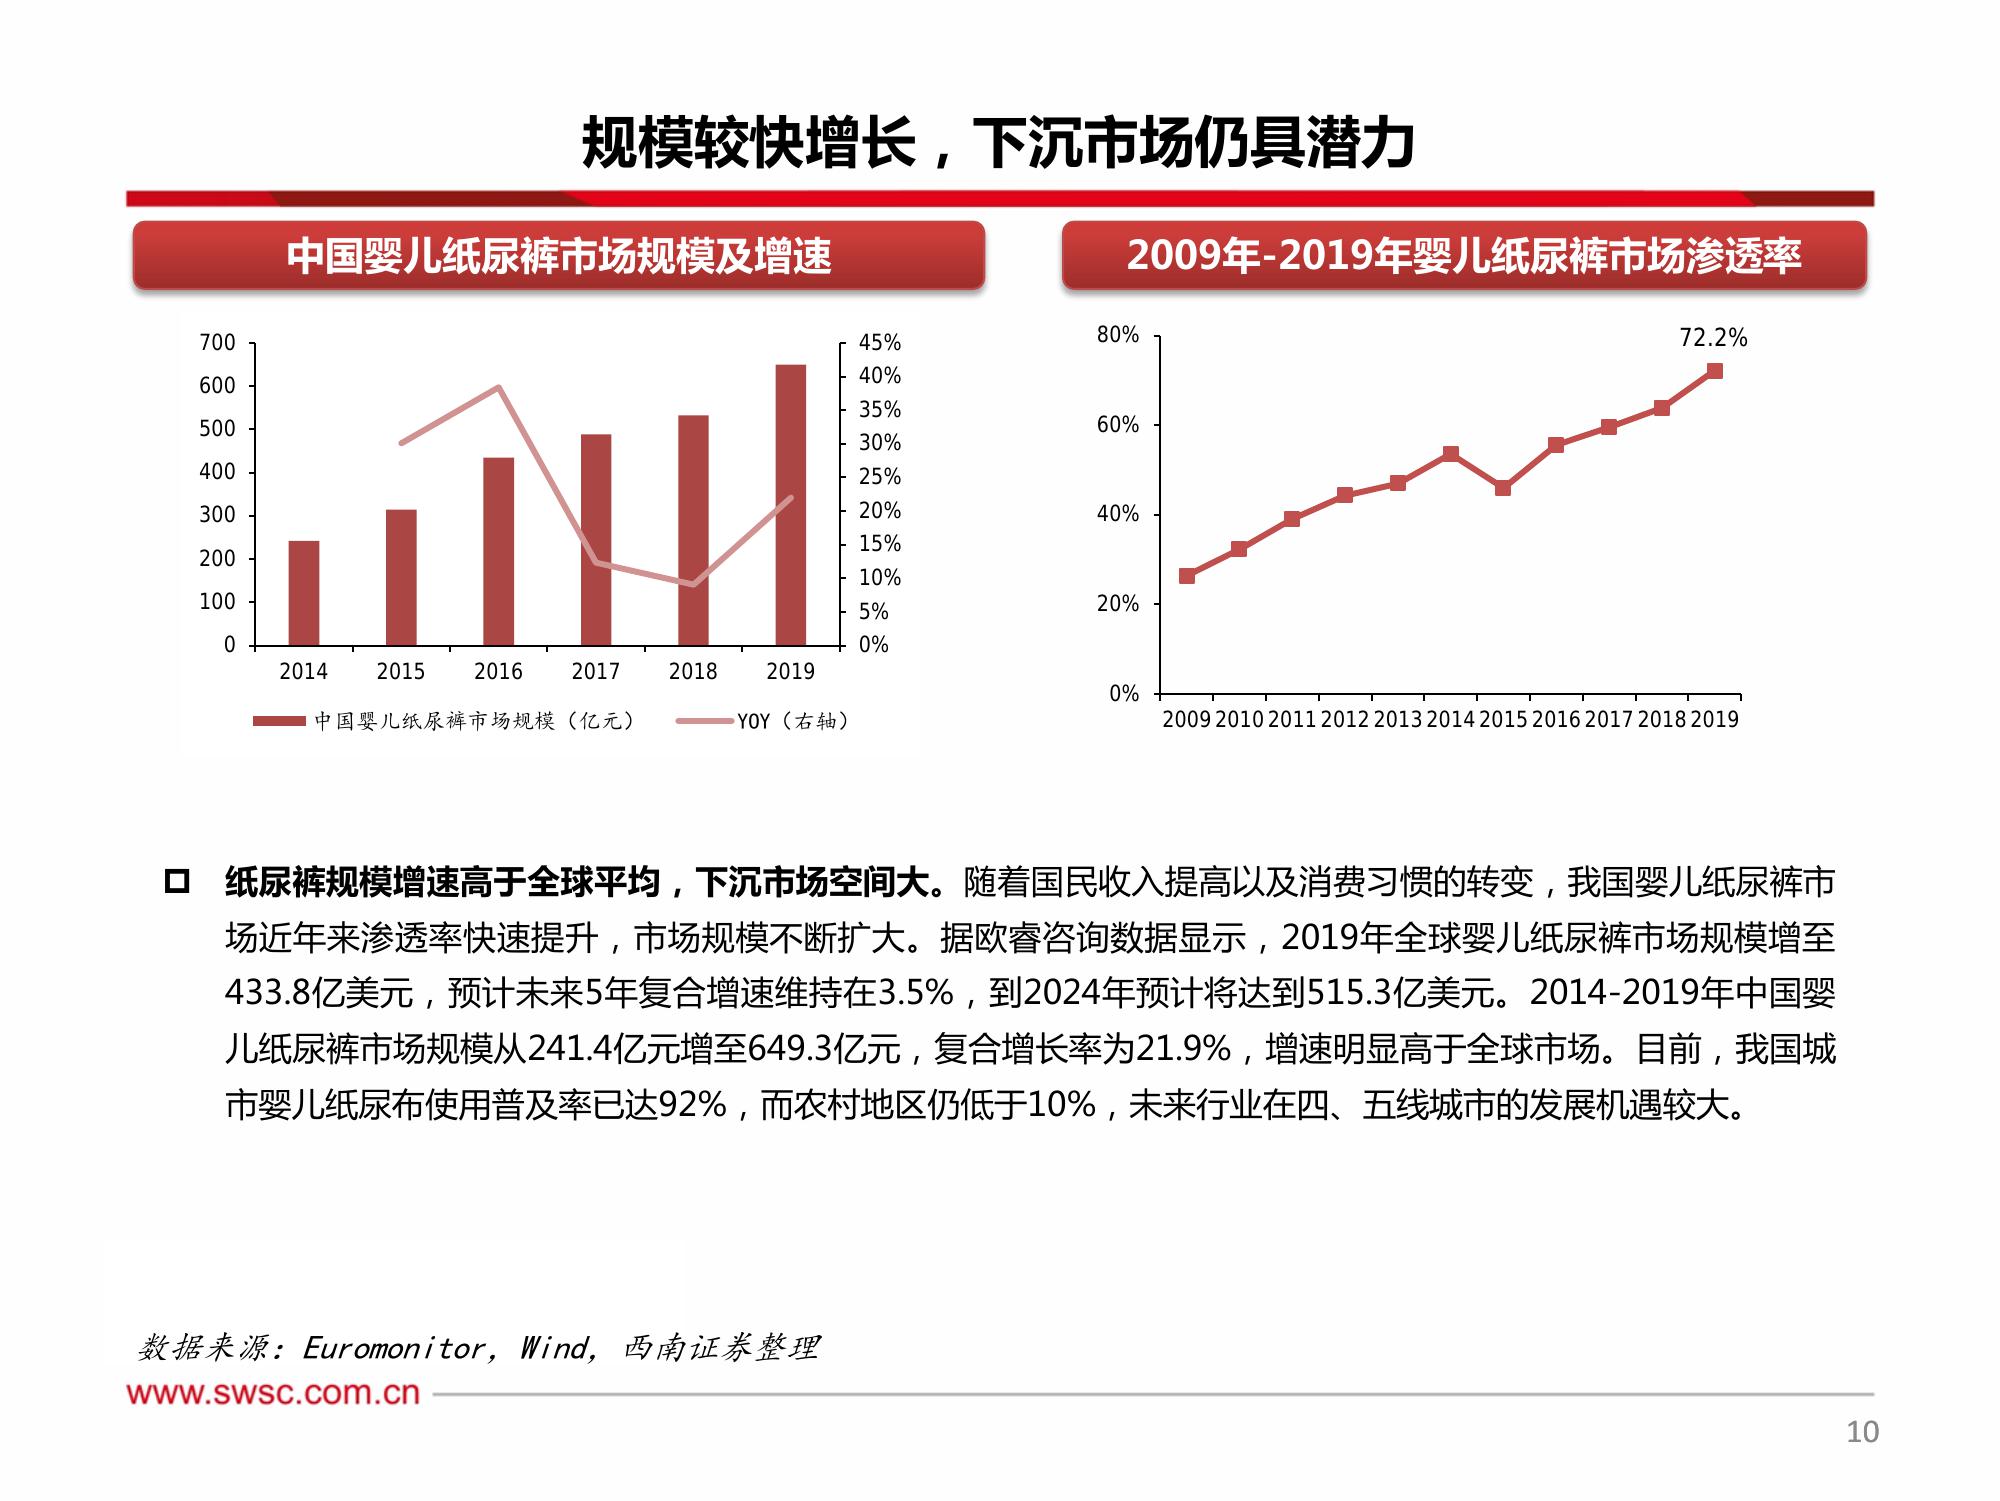 规模较快增长，下沉市场仍具潜力
中国婴儿纸尿裤市场规模及增速
2009年-2019年婴儿纸尿裤市场渗透率
700
600
500
400
300
200
100
0
45%
40%
35%
30%
25%
20%
15%
10%
5%
0%
2014 2015 2016 2017 2018 2019
中国婴儿纸尿裤市场规模（亿元） YOY（右轴）
80%
60%
40%
20%
0%
72.2%
2009 2010 2011 2012 2013 2014 2015 2016 2017 2018 2019
纸尿裤规模增速高于全球平均，下沉市场空间大。随着国民收入提高以及消费习惯的转变，我国婴儿纸尿裤市
场近年来渗透率快速提升，市场规模不断扩大。据欧睿咨询数据显示，2019年全球婴儿纸尿裤市场规模增至
433.8亿美元，预计未来5年复合增速维持在3.5%，到2024年预计将达到515.3亿美元。2014-2019年中国婴
儿纸尿裤市场规模从241.4亿元增至649.3亿元，复合增长率为21.9%，增速明显高于全球市场。目前，我国城
市婴儿纸尿布使用普及率已达92%，而农村地区仍低于10%，未来行业在四、五线城市的发展机遇较大。
数据来源：Euromonitor，Wind，西南证券整理
www.swsc.com.cn
10